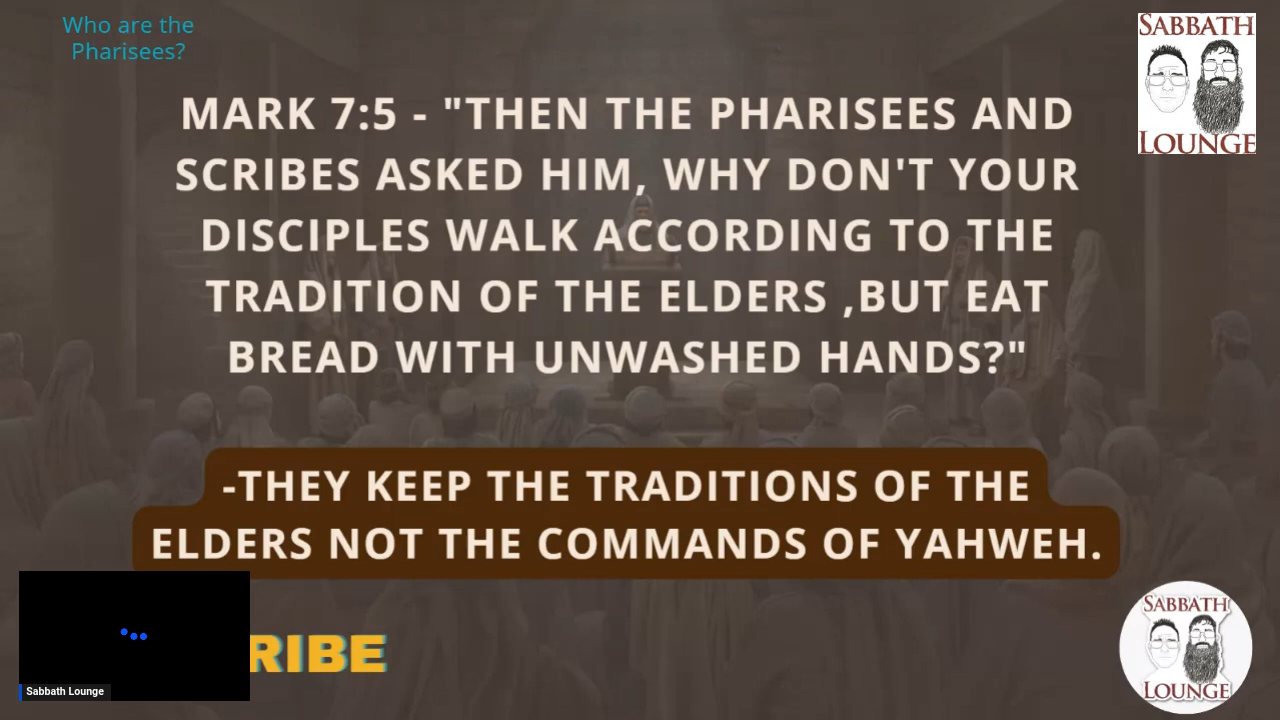 Who are the
Pharisees?
SABBATH
LOUNGE
MARK 7:5 - "THEN THE PHARISEES AND
SCRIBES ASKED HIM, WHY DON'T YOUR
DISCIPLES WALK ACCORDING TO THE
TRADITION OF THE ELDERS ,BUT EAT
BREAD WITH UNWASHED HANDS?"
-THEY KEEP THE TRADITIONS OF THE
ELDERS NOT THE COMMANDS OF YAHWEH.
RIBE
Sabbath Lounge
SABBATH
LOUNGE